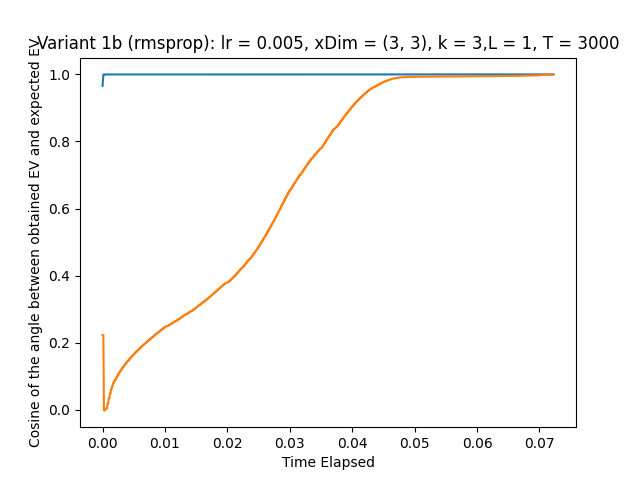 Variant 1b (rmsprop): lr = 0.005, xDim = (3, 3), k = 3,L = 1, T = 3000
Cosine of the angle between obtained EV and expected EV
1.0
0.8
0.6
0.4
0.2
0.0
0.00 0.01 0.02 0.03 0.04 0.05 0.06 0.07
Time Elapsed